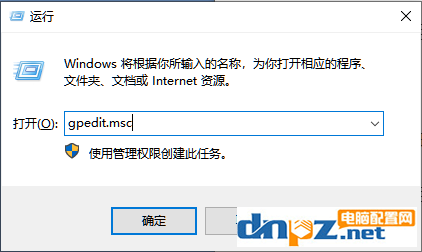 运行
Windows 将根据你所输入的名称，为你打开相应的程序、
文件夹、文档或 Internet 资源。
打开(O):
gpedit.msc
使用管理权限创建此任务。
确定
电脑配置网
dnpz.net